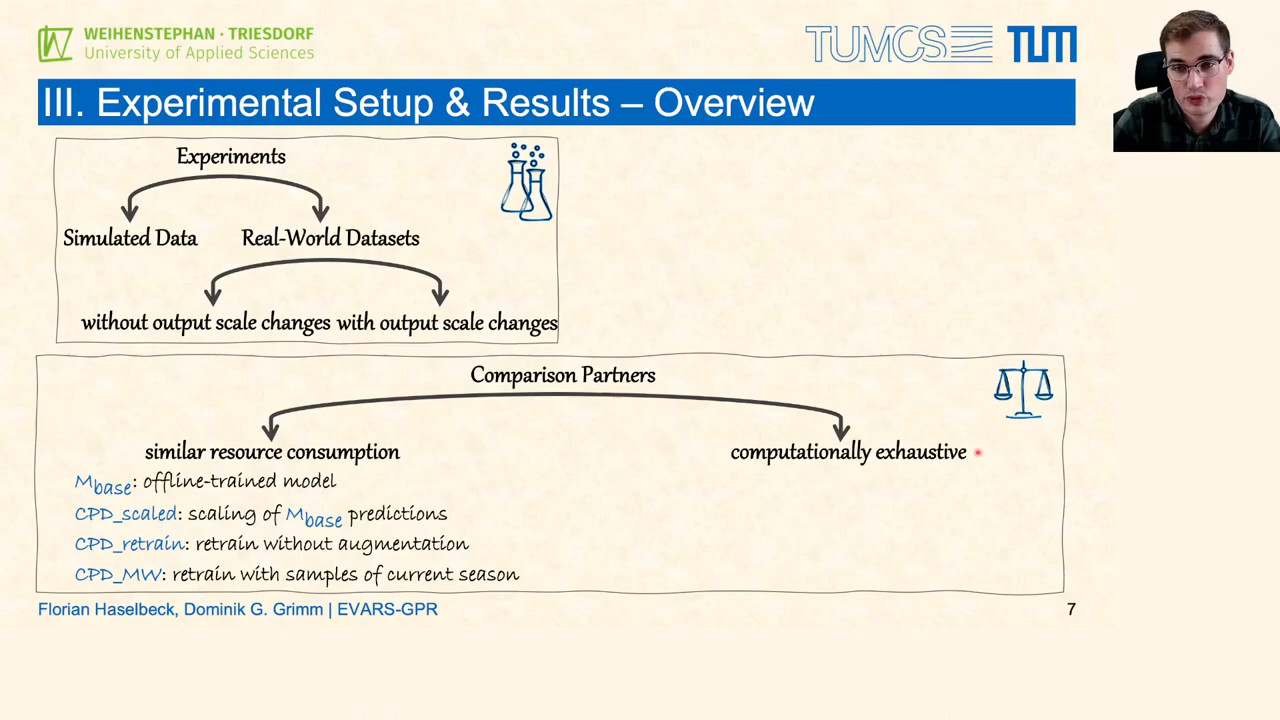 WEIHENSTEPHAN · TRIESDORF
University of Applied Sciences
TUMCS TUM
III. Experimental Setup & Results – Overview
Experiments
Simulated Data Real-World Datasets
without output scale changes with output scale changes
Comparison Partners
similar resource consumption computationally exhaustive
Mbase: offline-trained model
CPD_scaled: scaling of Mbase predictions
CPD_retrain: retrain without augmentation
CPD_MW: retrain with samples of current season
Florian Haselbeck, Dominik G. Grimm | EVARS-GPR 7